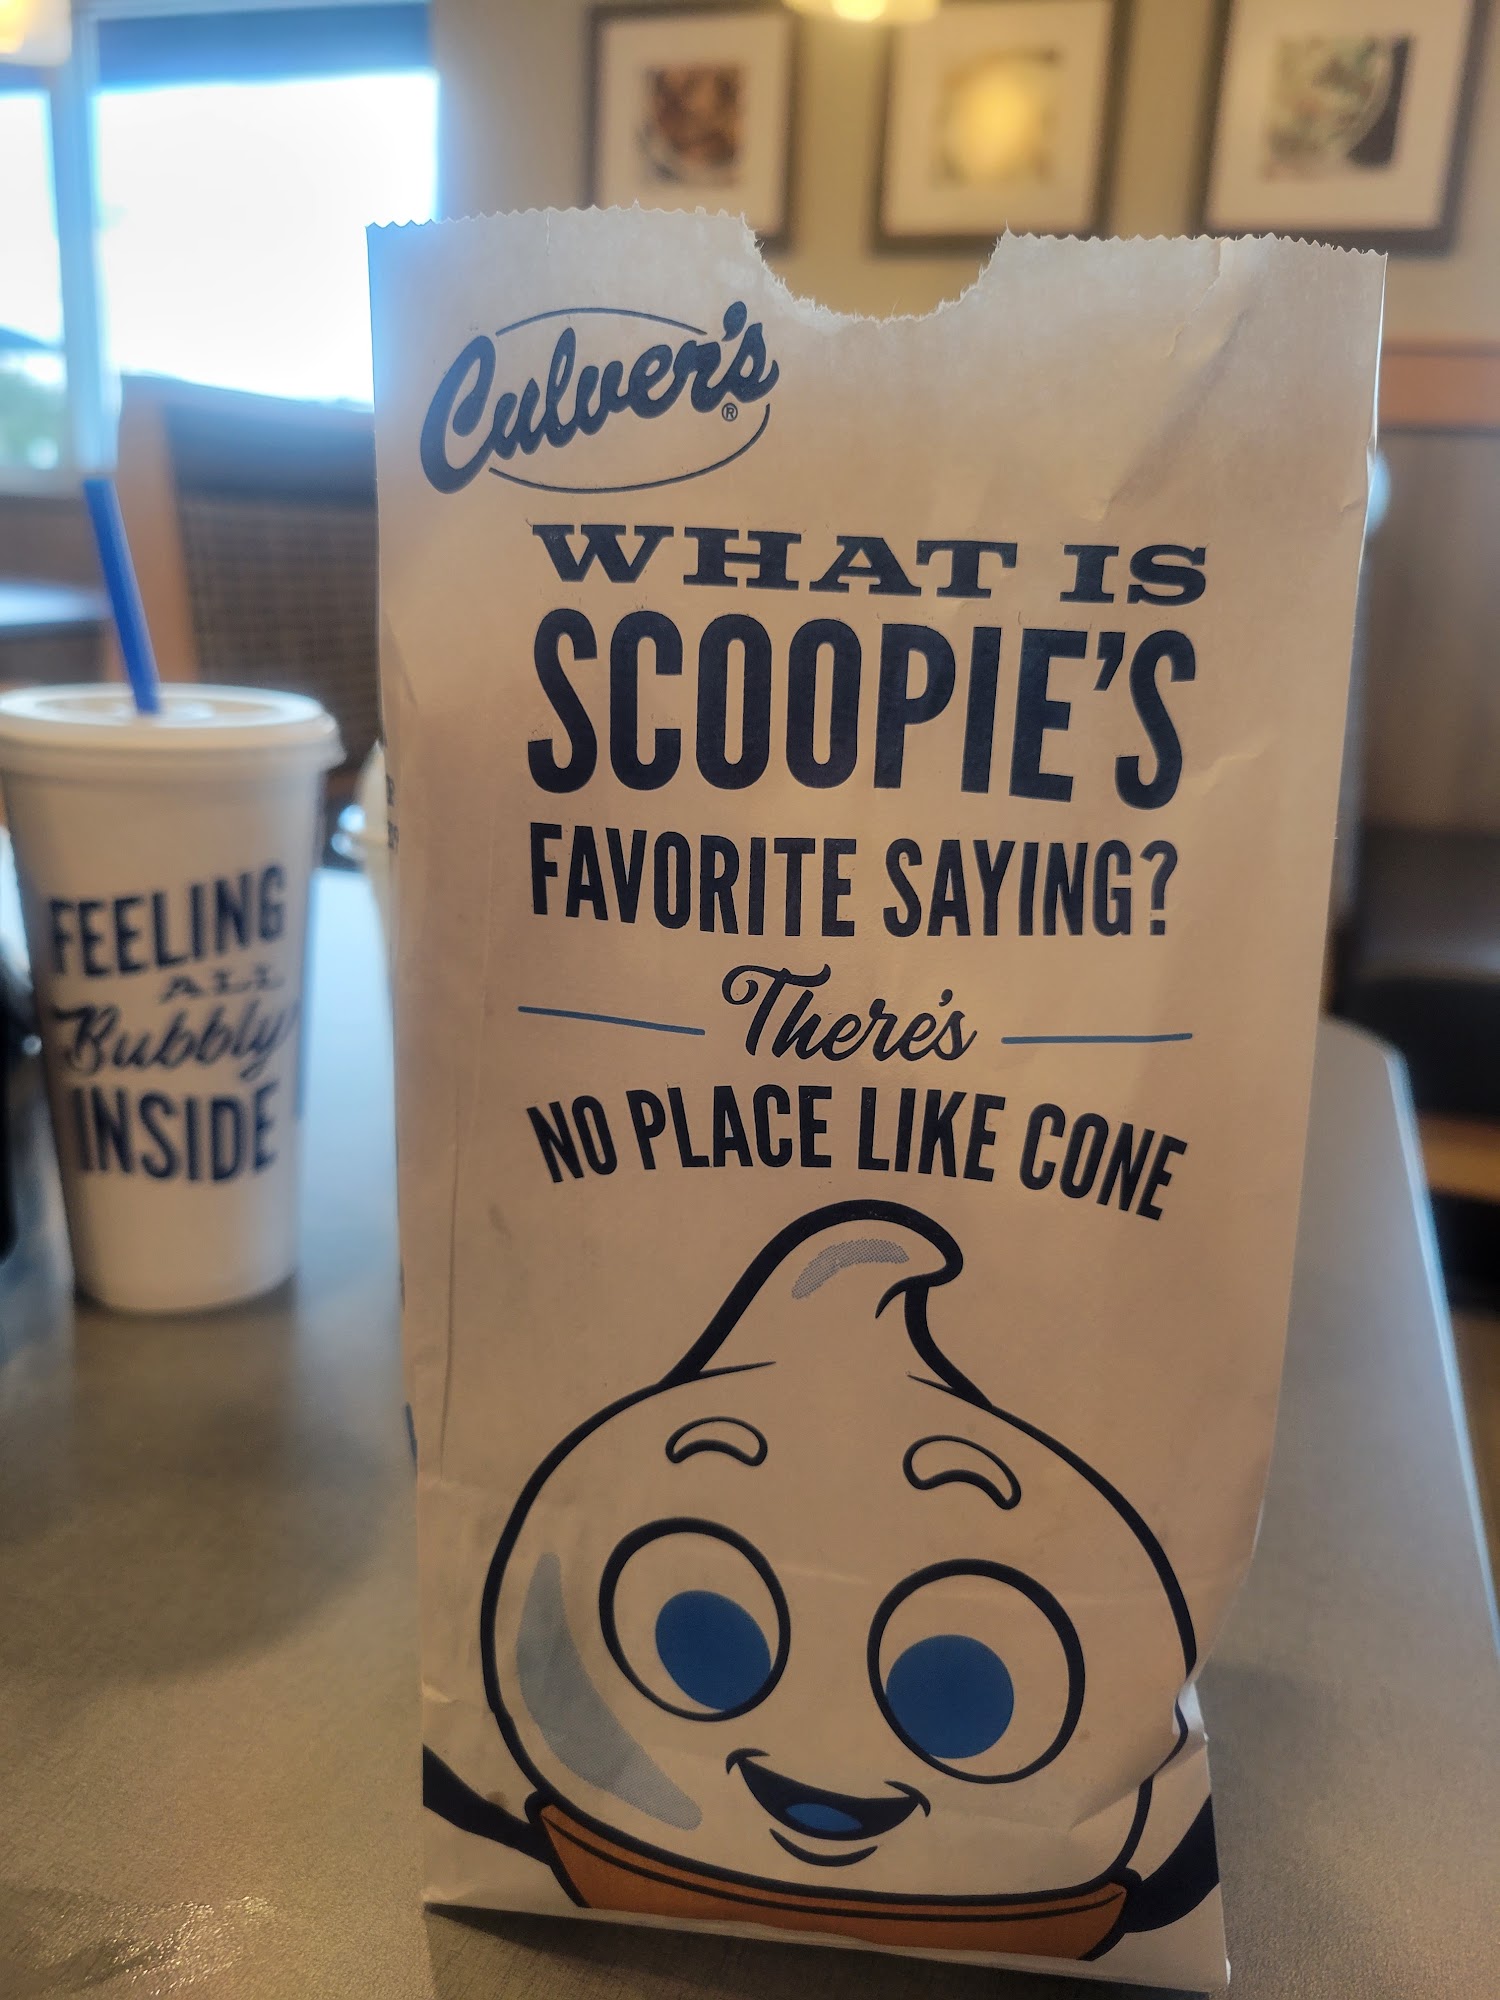 Culver's®
WHAT IS
SCOOPIE'S
FAVORITE SAYING?
There's
NO PLACE LIKE CONE
FEELING
ALL
Bubbly
INSIDE